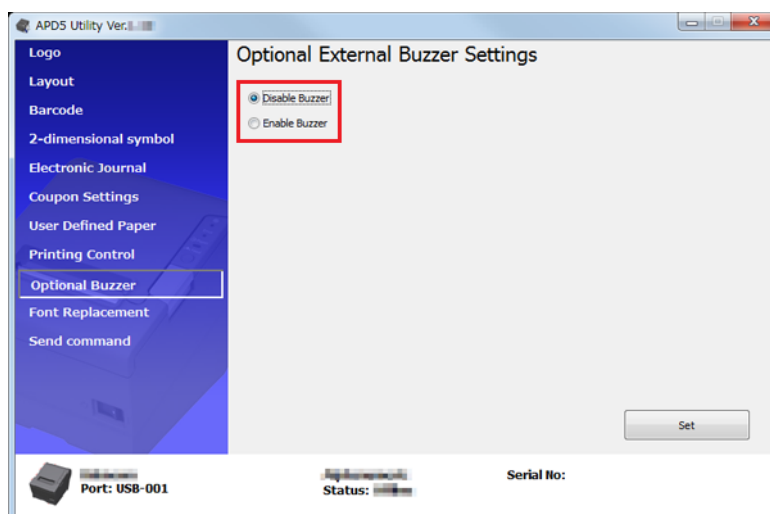 APD5 Utility Ver.
Logo
Layout
Barcode
2-dimensional symbol
Electronic Journal
Coupon Settings
User Defined Paper
Printing Control
Optional Buzzer
Font Replacement
Send command
Optional External Buzzer Settings
Disable Buzzer
Enable Buzzer
Set
Port: USB-001
Status:
Serial No: